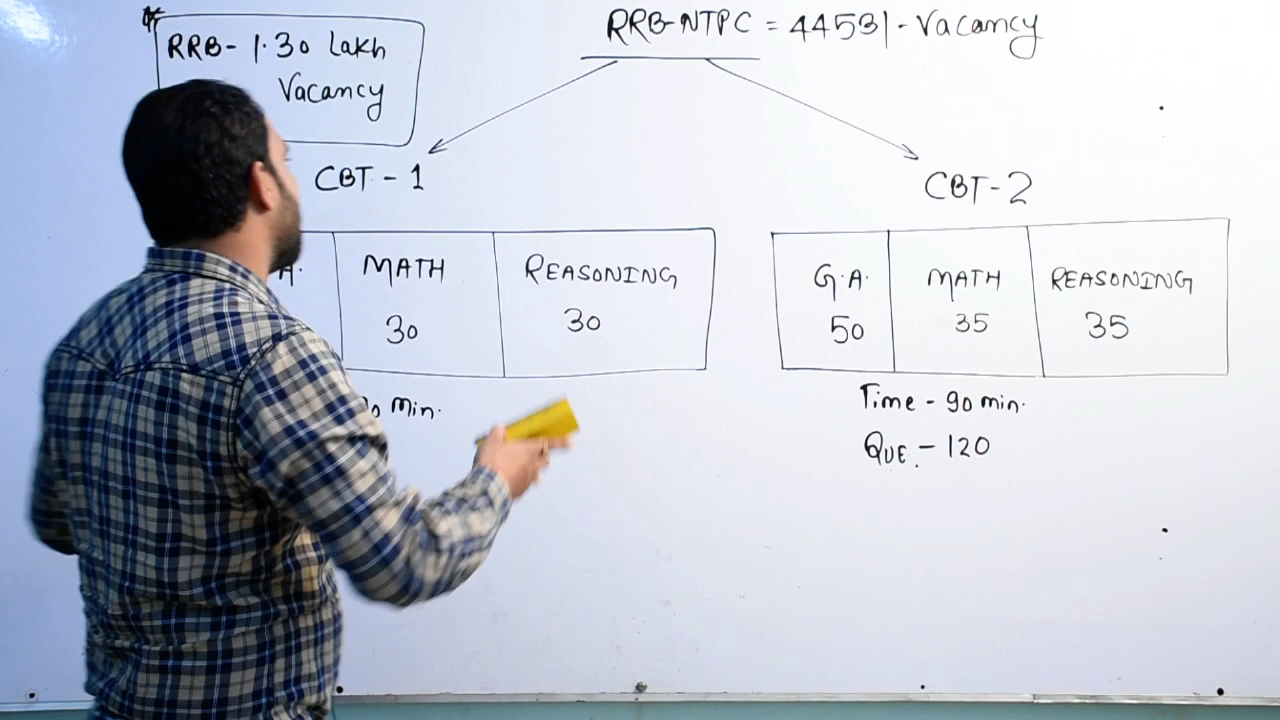 RRB-NTPC = 44531 - Vacancy
RRB- 1.30 Lakh
Vacancy
CBT - 1
MATH REASONING
30 30
Min.
CBT-2
G.A. MATH REASONING
50 35 35
Time - 90 min.
QUE. - 120